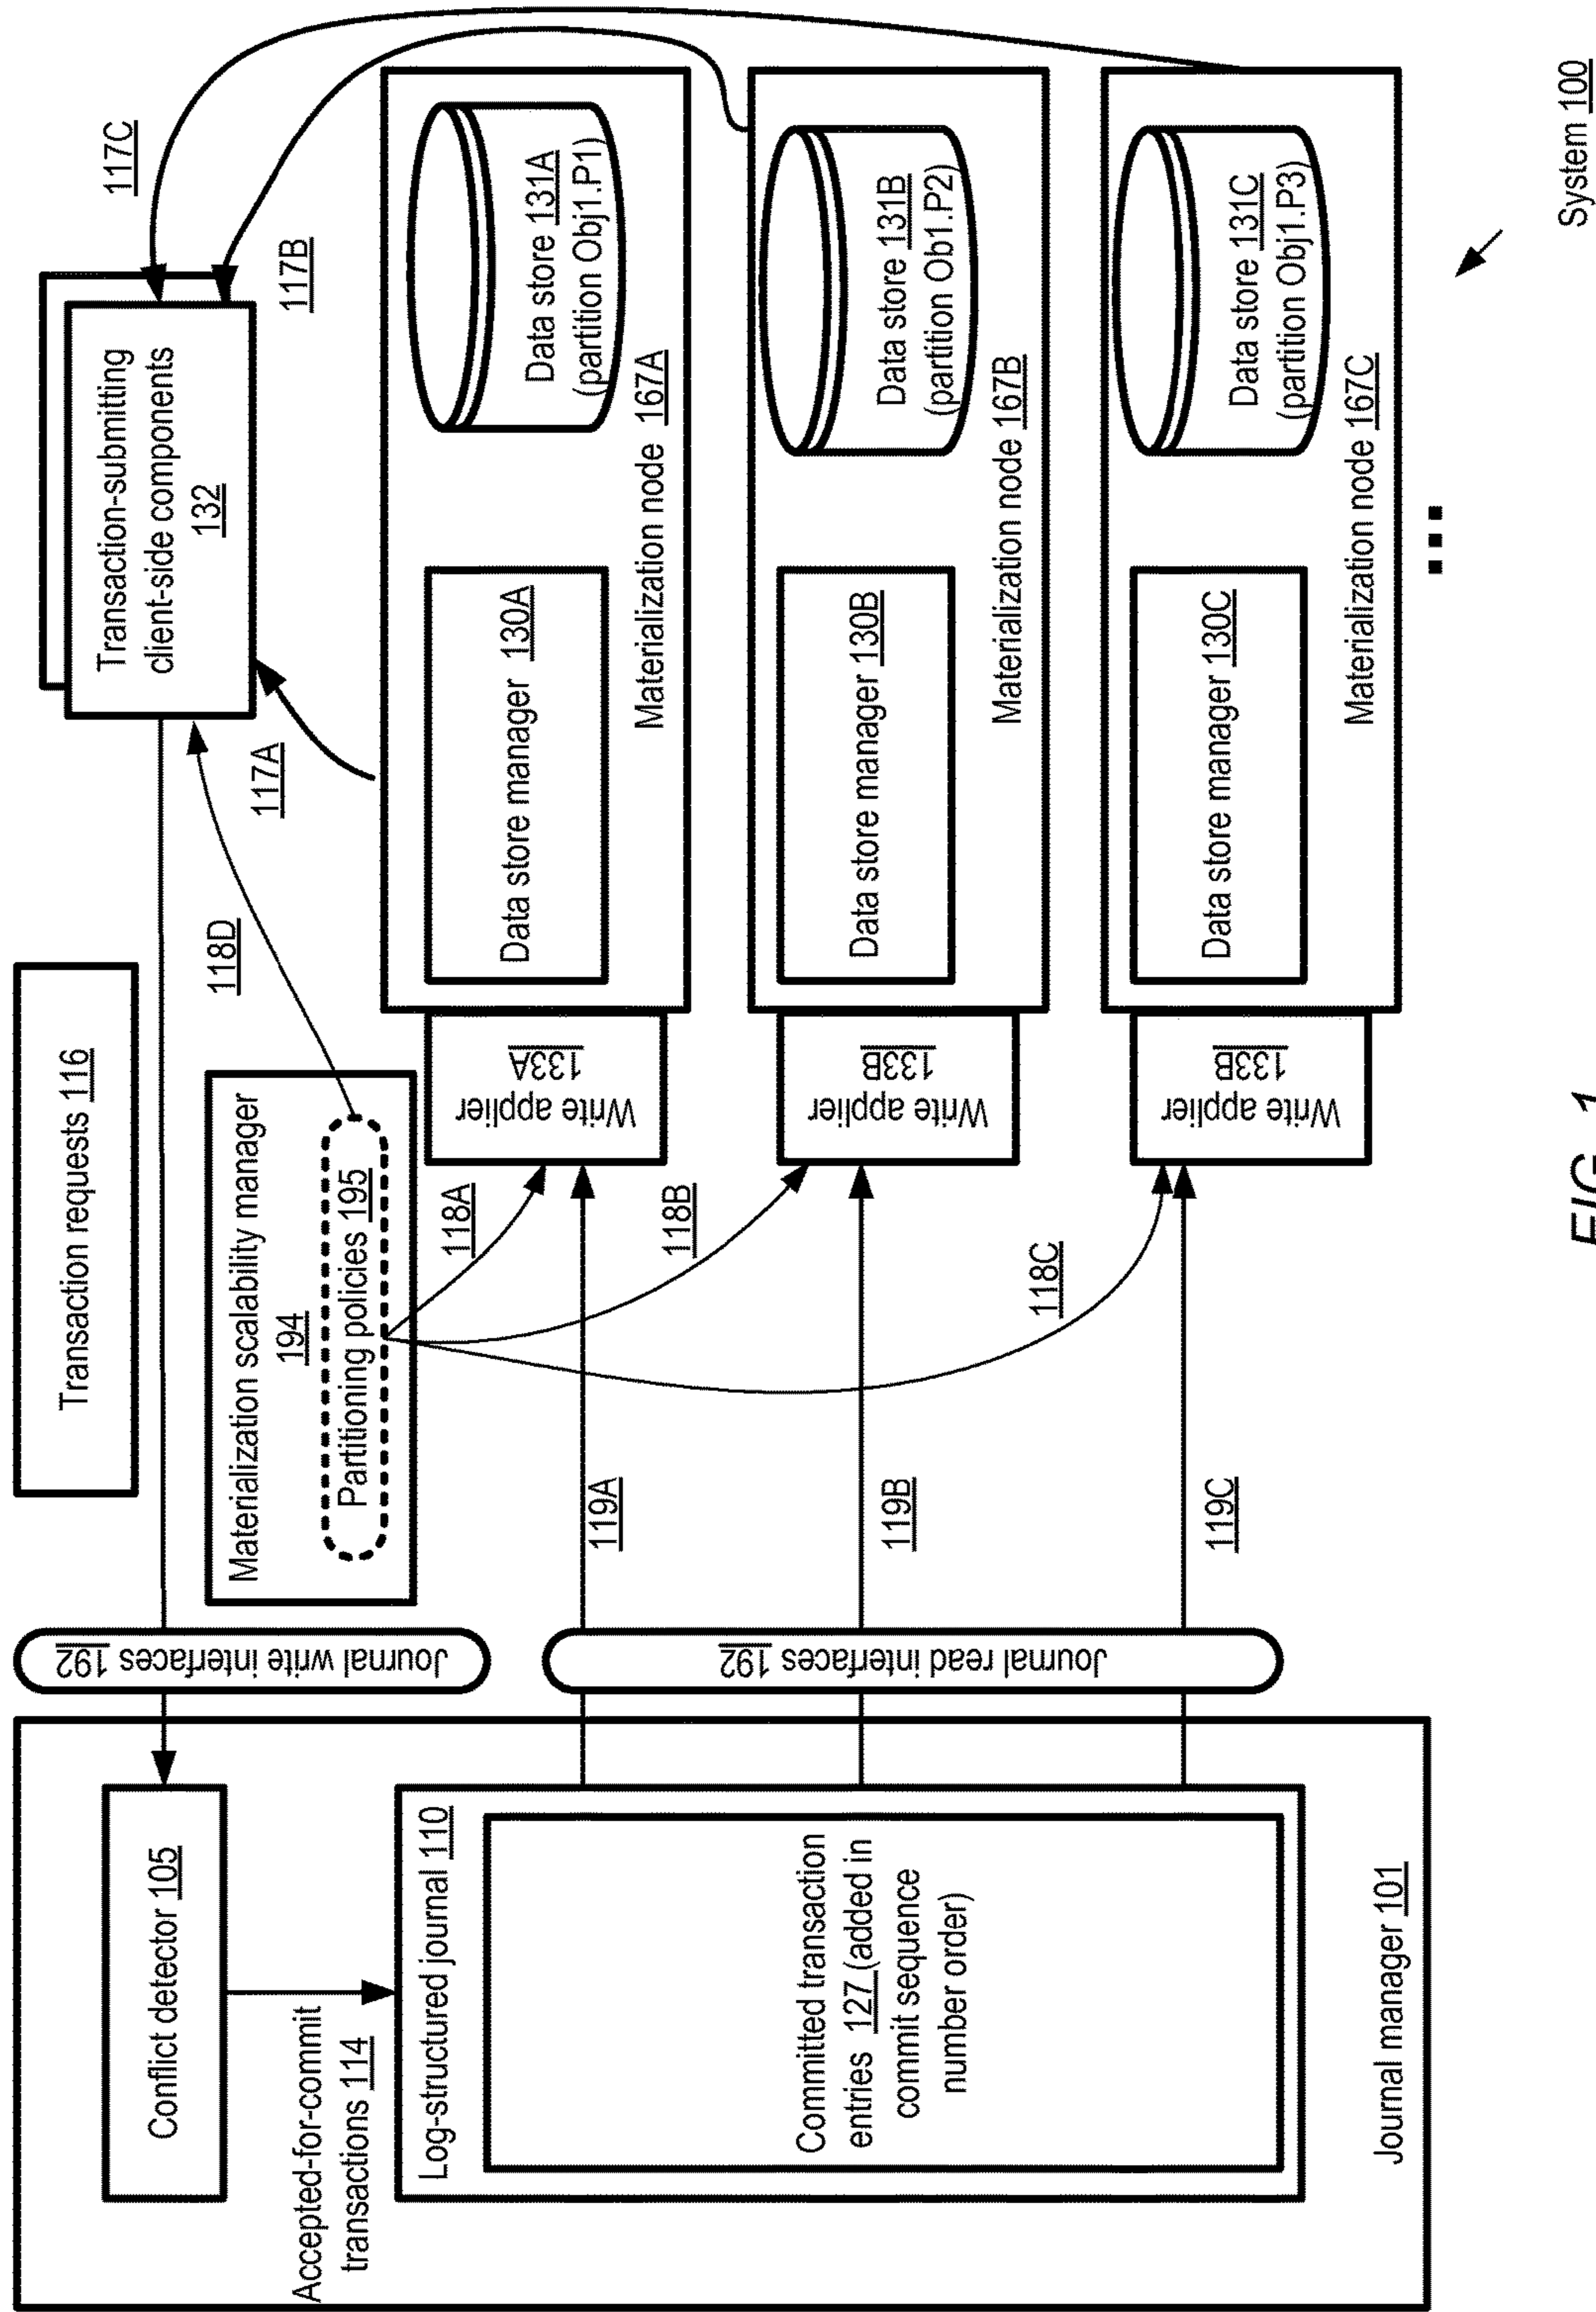 Conflict detector 105
Accepted-for-commit
transactions 114
Log-structured journal 110
Committed transaction
entries 127 (added in
commit sequence
number order)
Journal manager 101
Journal write interfaces 192
Journal read interfaces 192
Transaction requests 116
Materialization scalability manager
194
Partitioning policies 195
118A
118B
118C
118D
119A
119B
119C
Transaction-submitting
client-side components
132
117A
117B
117C
Write applier
133A
Data store manager 130A
Data store 131A
(partition Obj1.P1)
Materialization node 167A
Write applier
133B
Data store manager 130B
Data store 131B
(partition Ob1.P2)
Materialization node 167B
Write applier
133B
Data store manager 130C
Data store 131C
(partition Obj1.P3)
Materialization node 167C
...
System 100
FIG. 1